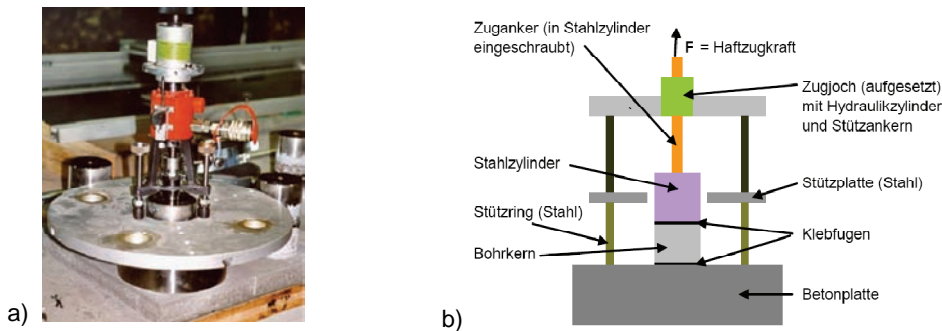 a)
b)
Zuganker (in Stahlzylinder
eingeschraubt)
F = Haftzugkraft
Zugjoch (aufgesetzt)
mit Hydraulikzylinder
und Stützankern
Stahlzylinder
Stützplatte (Stahl)
Stützring (Stahl)
Klebfugen
Bohrkern
Betonplatte